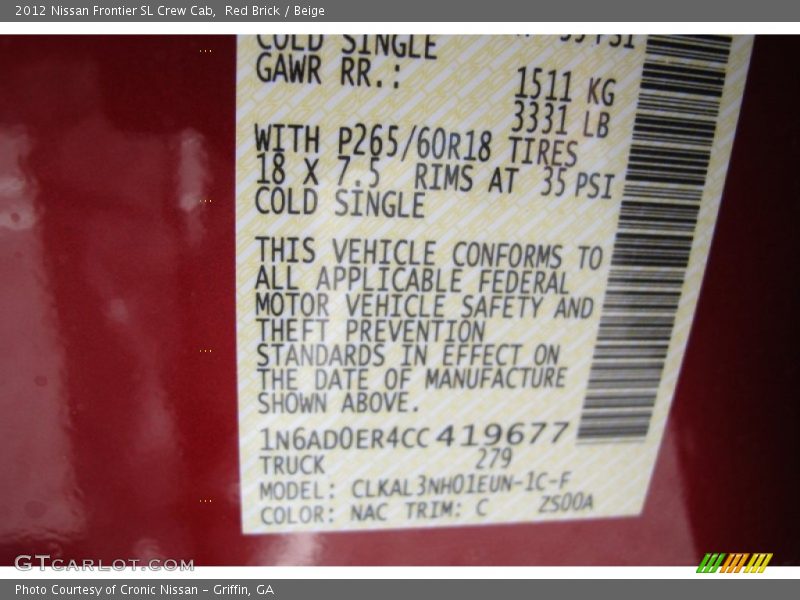 2012 Nissan Frontier SL Crew Cab,  Red Brick / Beige
COLD SINGLE
GAWR RR.:
1511 KG
3331 LB
WITH P265/60R18 TIRES
18 X 7.5 RIMS AT 35 PSI
COLD SINGLE
THIS VEHICLE CONFORMS TO
ALL APPLICABLE FEDERAL
MOTOR VEHICLE SAFETY AND
THEFT PREVENTION
STANDARDS IN EFFECT ON
THE DATE OF MANUFACTURE
SHOWN ABOVE.
1N6AD0ER4CC419677
TRUCK 279
MODEL: CLKAL3NH01EUN-1C-F
COLOR: NAC TRIM: C ZS00A
GTcarlot.com
Photo Courtesy of Cronic Nissan – Griffin, GA